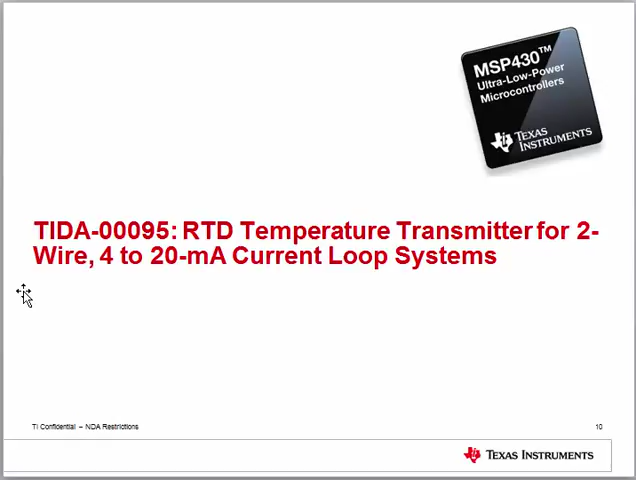 MSP430™
Ultra-Low-Power
Microcontrollers
TEXAS
INSTRUMENTS
TIDA-00095: RTD Temperature Transmitter for 2-
Wire, 4 to 20-mA Current Loop Systems
TI Confidential – NDA Restrictions
10
TEXAS INSTRUMENTS